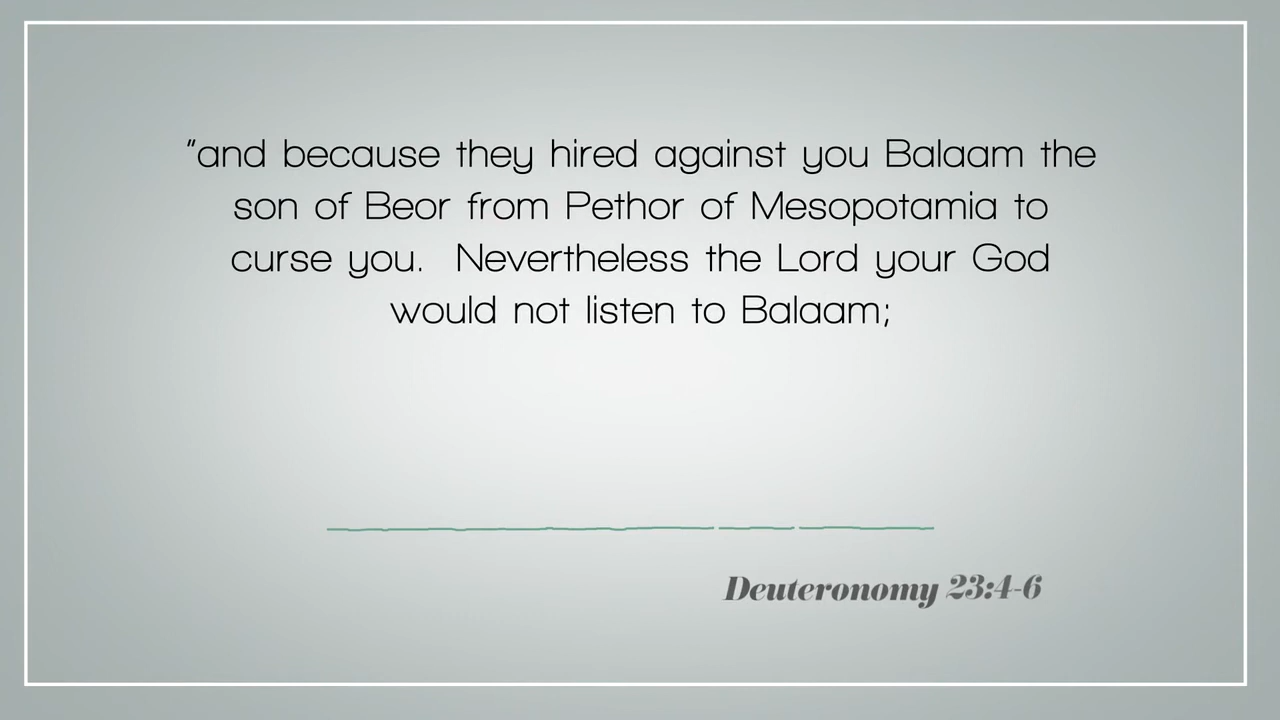 "and because they hired against you Balaam the
son of Beor from Pethor of Mesopotamia to
curse you.  Nevertheless the Lord your God
would not listen to Balaam;
Deuteronomy 23:4-6